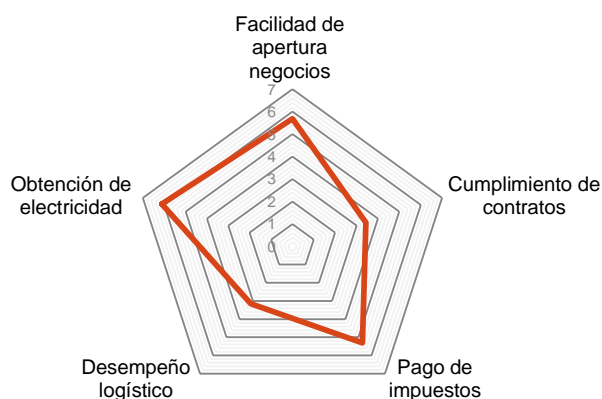 Facilidad de
apertura
negocios
7
6
5
4
3
2
1
0
Obtención de
electricidad
Cumplimiento de
contratos
Desempeño
logístico
Pago de
impuestos